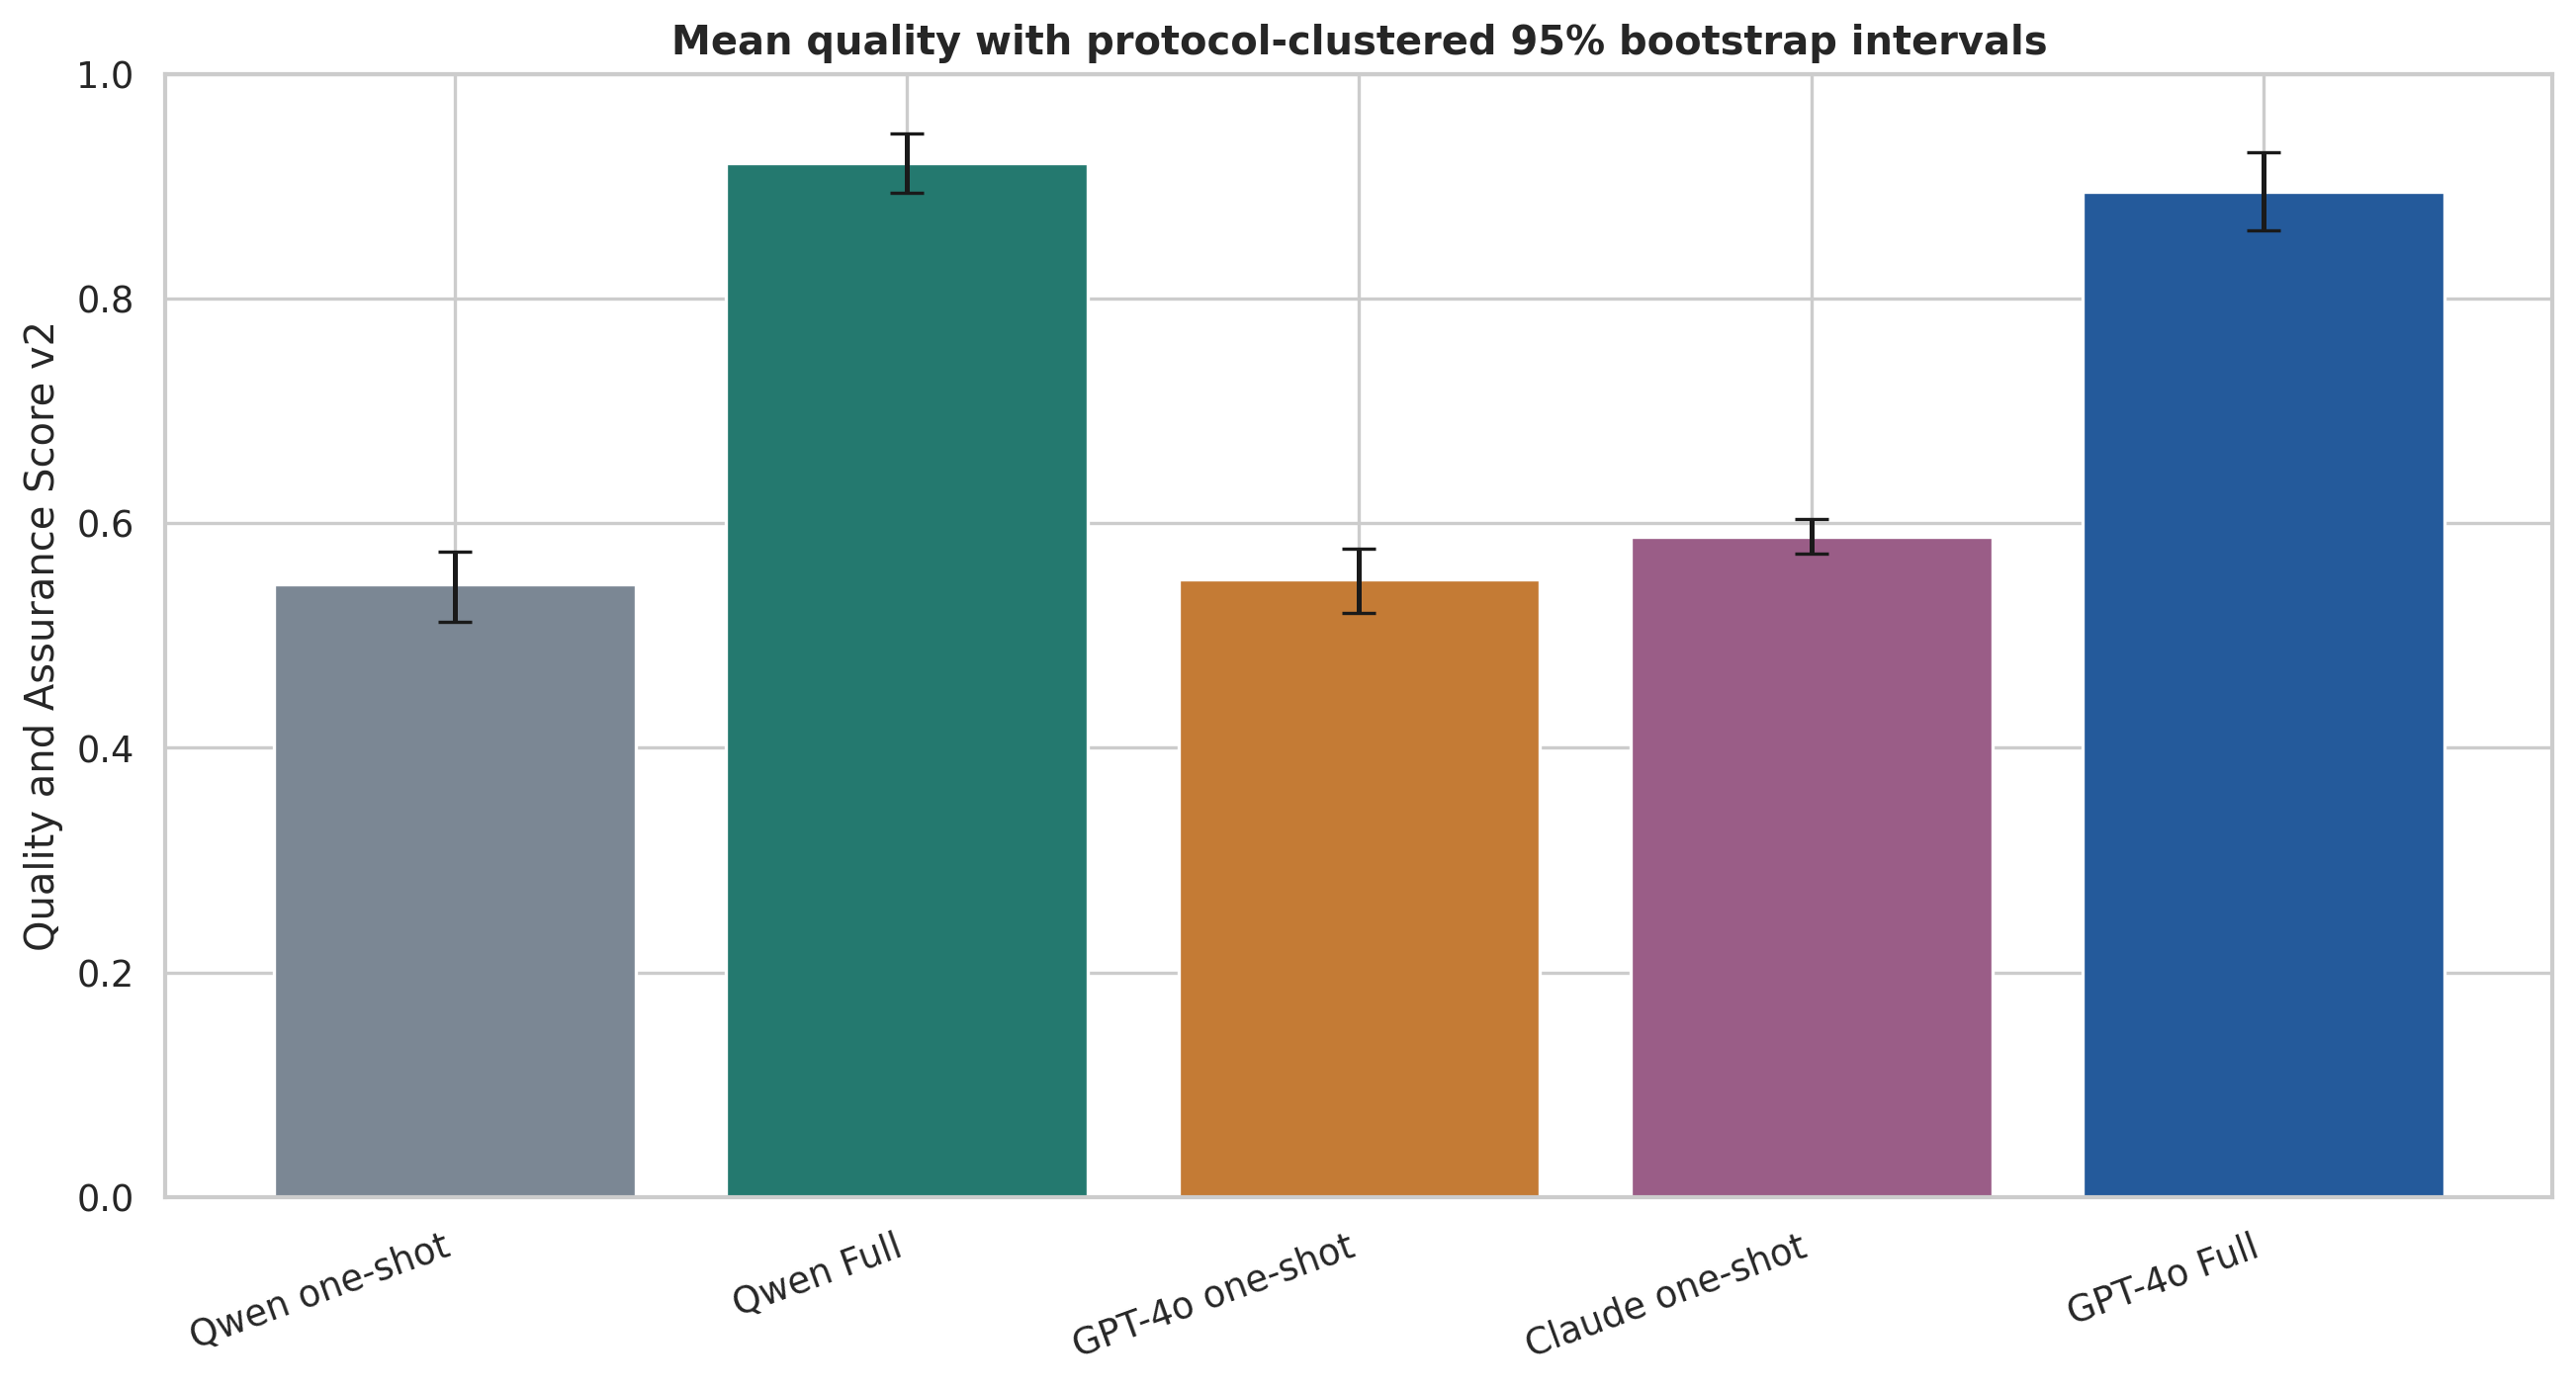 Mean quality with protocol-clustered 95% bootstrap intervals
Quality and Assurance Score v2
1.0
0.8
0.6
0.4
0.2
0.0
Qwen one-shot
Qwen Full
GPT-4o one-shot
Claude one-shot
GPT-4o Full